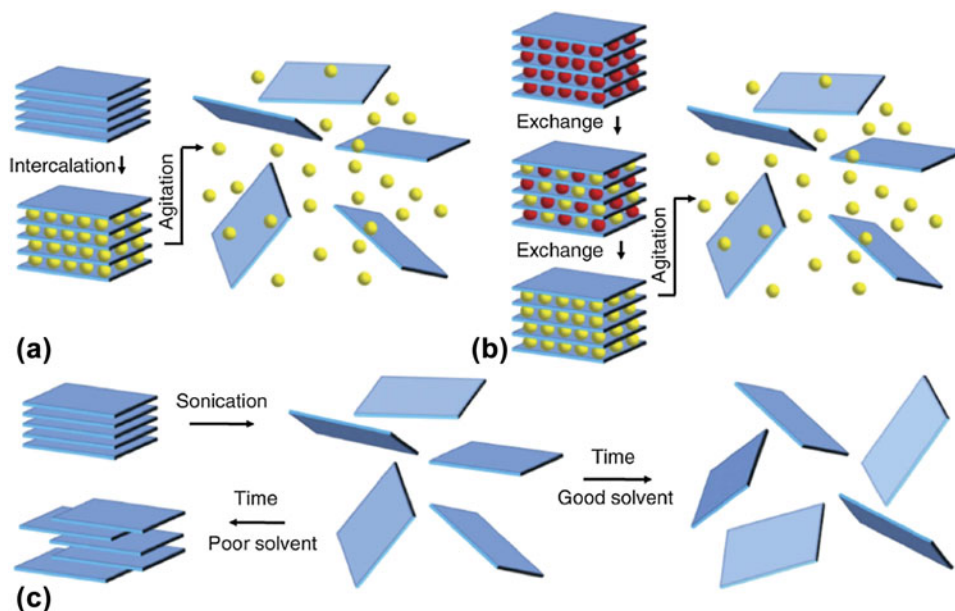 Intercalation
Agitation
(a)
Exchange
Exchange
Agitation
(b)
Sonication
Time
Poor solvent
Time
Good solvent
(c)